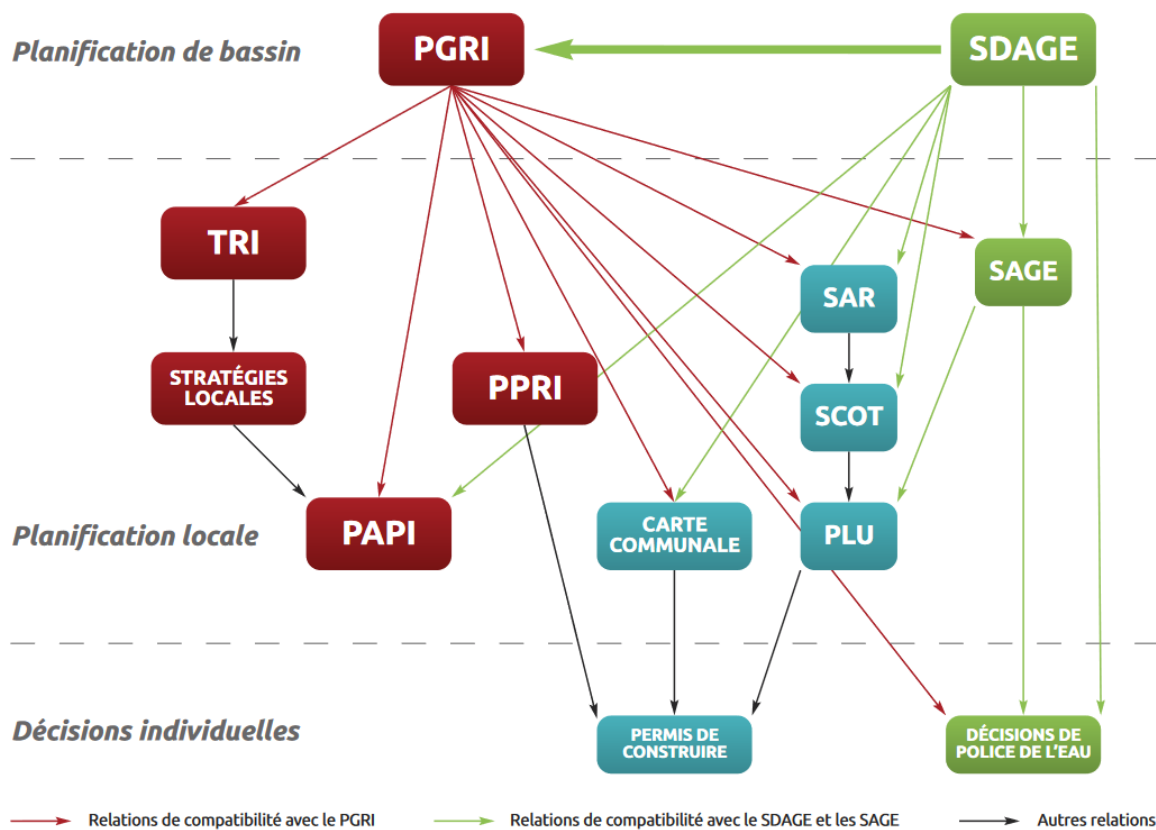 Planification de bassin
PGRI
SDAGE
TRI
SAGE
SAR
STRATÉGIES
LOCALES
PPRI
SCOT
Planification locale
PAPI
CARTE
COMMUNALE
PLU
Décisions individuelles
PERMIS DE
CONSTRUIRE
DÉCISIONS DE
POLICE DE L'EAU
Relations de compatibilité avec le PGRI
Relations de compatibilité avec le SDAGE et les SAGE
Autres relations